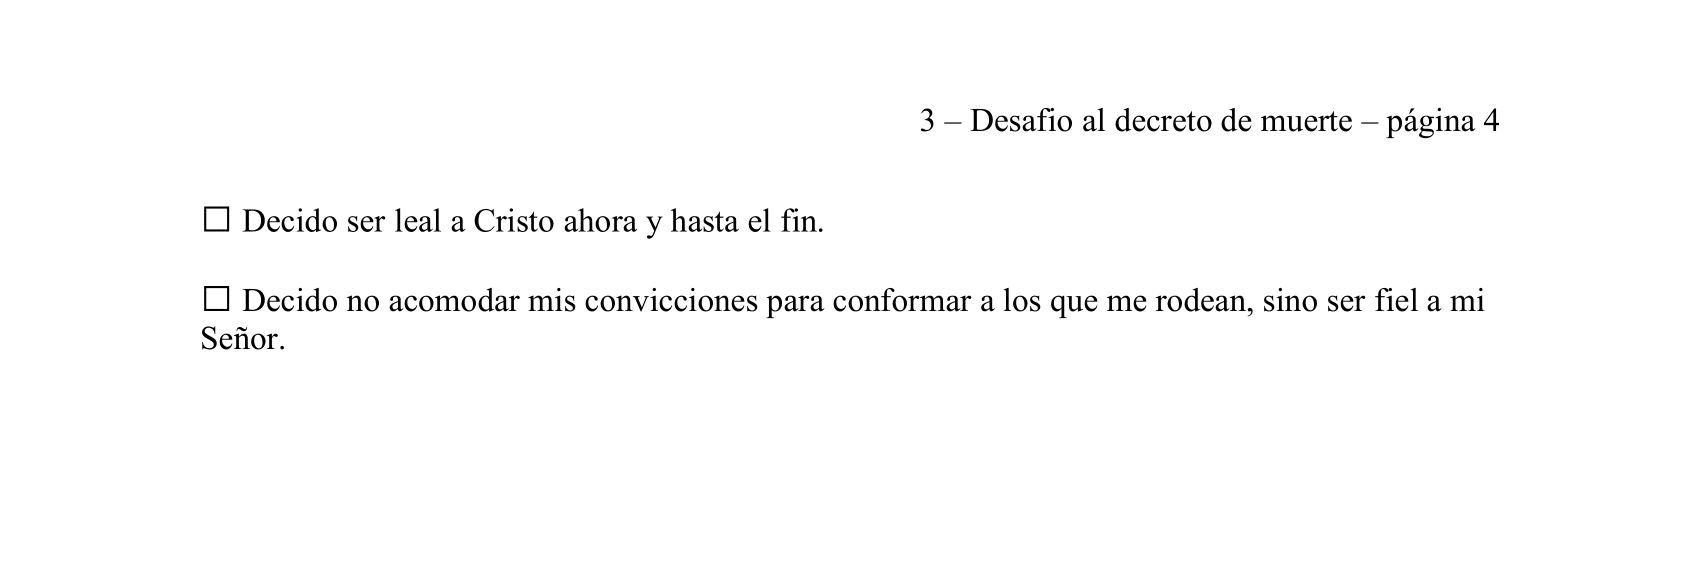 3 – Desafio al decreto de muerte – página 4
☐ Decido ser leal a Cristo ahora y hasta el fin.
☐ Decido no acomodar mis convicciones para conformar a los que me rodean, sino ser fiel a mi
Señor.